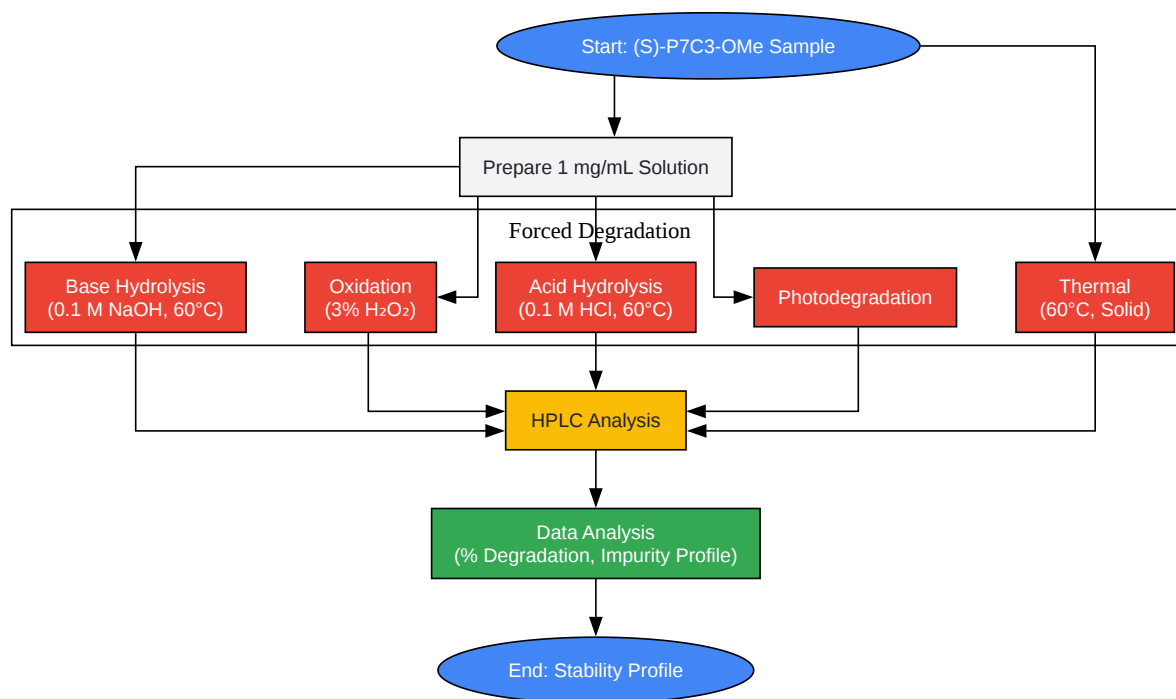 Start: (S)-P7C3-OMe Sample
Prepare 1 mg/mL Solution
Forced Degradation
Base Hydrolysis
(0.1 M NaOH, 60°C)
Oxidation
(3% H₂O₂)
Acid Hydrolysis
(0.1 M HCl, 60°C)
Photodegradation
Thermal
(60°C, Solid)
HPLC Analysis
Data Analysis
(% Degradation, Impurity Profile)
End: Stability Profile